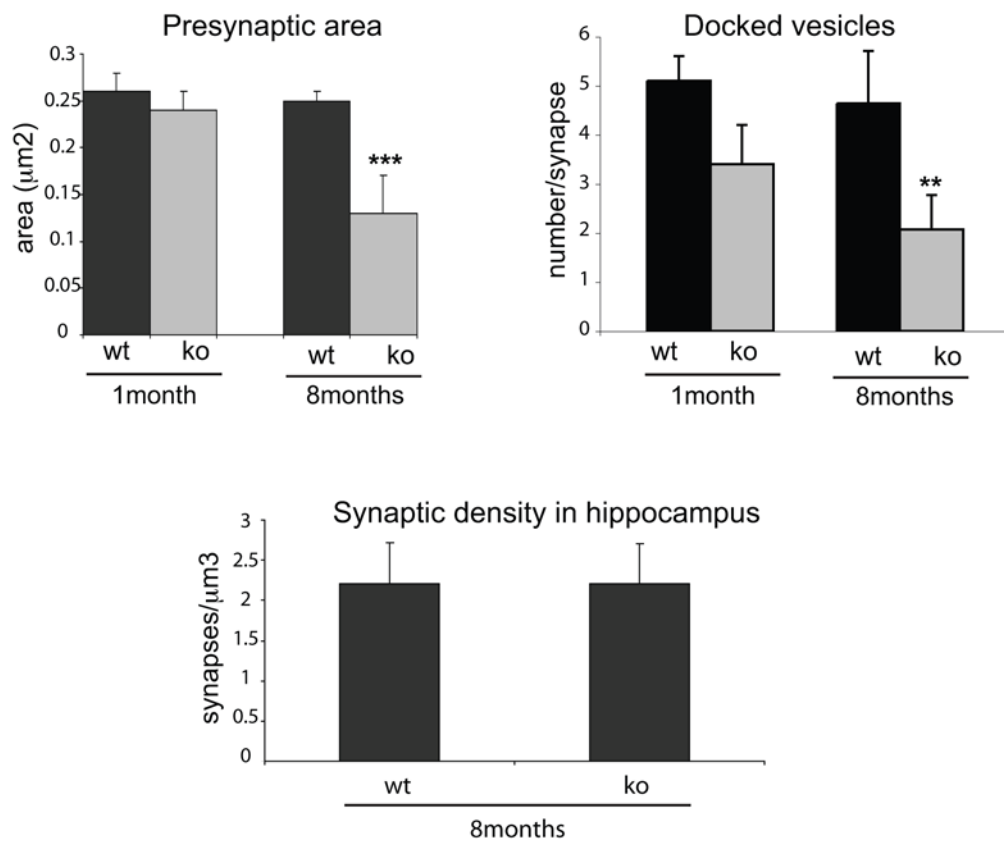 Presynaptic area
area (μm2)
0.3
0.25
0.2
0.15
0.1
0.05
0
***
wt ko wt ko
1month 8months
Docked vesicles
number/synapse
6
5
4
3
2
1
0
**
wt ko wt ko
1month 8months
Synaptic density in hippocampus
synapses/μm3
3
2.5
2
1.5
1
0.5
0
wt ko
8months